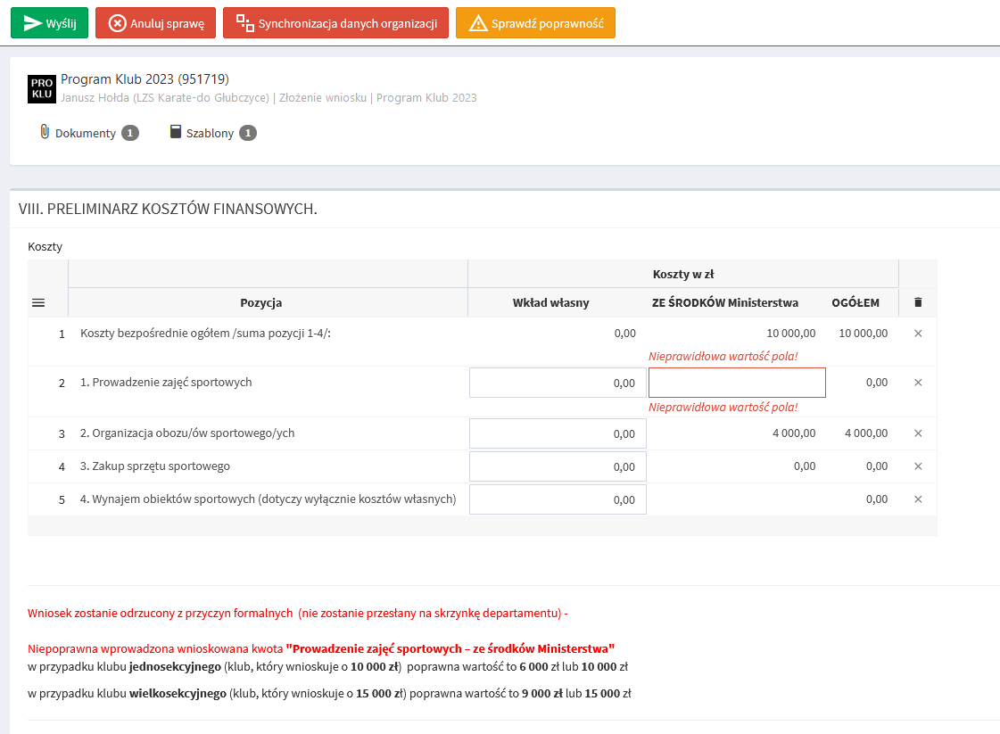 Wyślij Anuluj sprawę Synchronizacja danych organizacji Sprawdź poprawność
PRO KLU
Program Klub 2023 (951719)
Janusz Hołda (LZS Karate-do Głubczyce) | Złożenie wniosku | Program Klub 2023
Dokumenty 1 Szablony 1
VIII. PRELIMINARZ KOSZTÓW FINANSOWYCH.
Koszty
Koszty w zł
Pozycja Wkład własny ZE ŚRODKÓW Ministerstwa OGÓŁEM
1 Koszty bezpośrednie ogółem /suma pozycji 1-4/: 0,00 10 000,00 10 000,00
Nieprawidłowa wartość pola!
2 1. Prowadzenie zajęć sportowych 0,00 0,00
Nieprawidłowa wartość pola!
3 2. Organizacja obozu/ów sportowego/ych 0,00 4 000,00 4 000,00
4 3. Zakup sprzętu sportowego 0,00 0,00 0,00
5 4. Wynajem obiektów sportowych (dotyczy wyłącznie kosztów własnych) 0,00 0,00
Wniosek zostanie odrzucony z przyczyn formalnych (nie zostanie przesłany na skrzynkę departamentu) -
Niepoprawna wprowadzona wnioskowana kwota "Prowadzenie zajęć sportowych – ze środków Ministerstwa"
w przypadku klubu jednosekcyjnego (klub, który wnioskuje o 10 000 zł) poprawna wartość to 6 000 zł lub 10 000 zł
w przypadku klubu wielkosekcyjnego (klub, który wnioskuje o 15 000 zł) poprawna wartość to 9 000 zł lub 15 000 zł